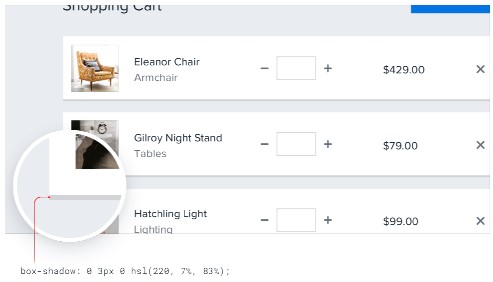 Shopping Cart
Eleanor Chair
Armchair
$429.00
Gilroy Night Stand
Tables
$79.00
Hatchling Light
Lighting
$99.00
box-shadow: 0 3px 0 hsl(220, 7%, 83%);